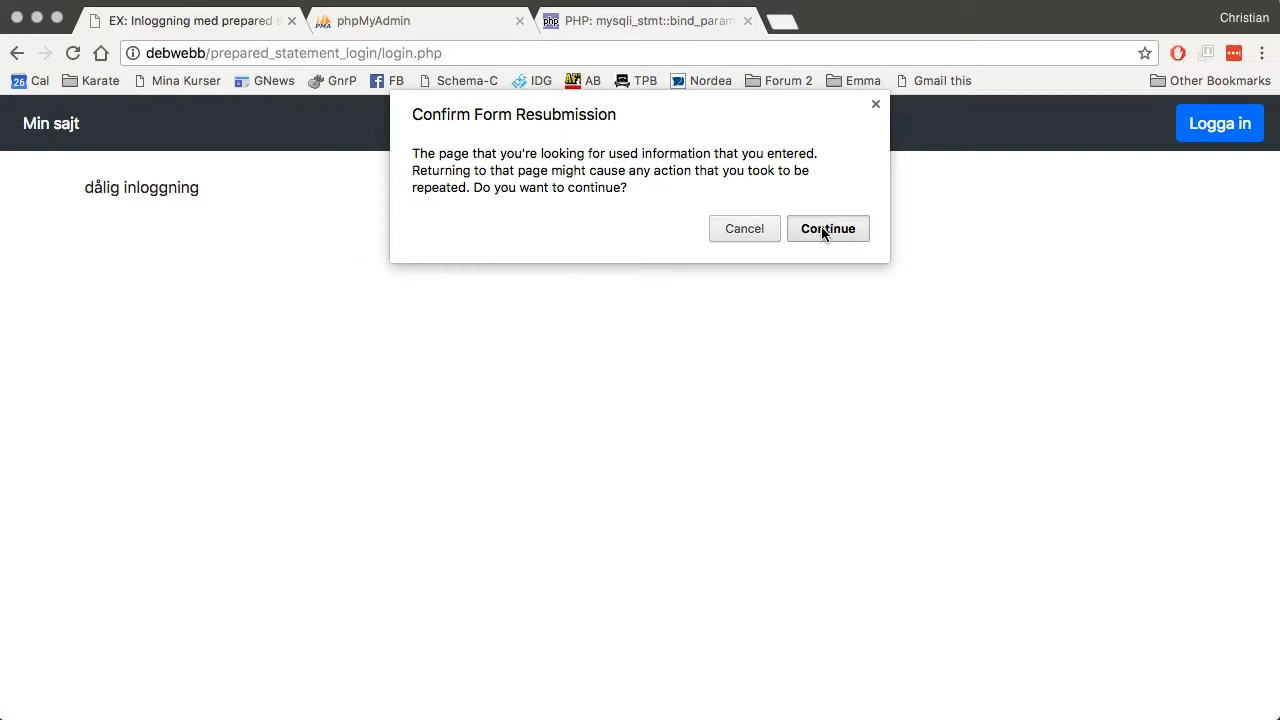 EX: Inloggning med prepared s
phpMyAdmin
PHP: mysqli_stmt::bind_param
Christian
debwebb/prepared_statement_login/login.php
26 Cal Karate Mina Kurser GNews GnrP FB Schema-C IDG AB TPB Nordea Forum 2 Emma Gmail this Other Bookmarks
Min sajt
Logga in
Confirm Form Resubmission
The page that you're looking for used information that you entered.
Returning to that page might cause any action that you took to be
repeated. Do you want to continue?
Cancel Continue
dålig inloggning